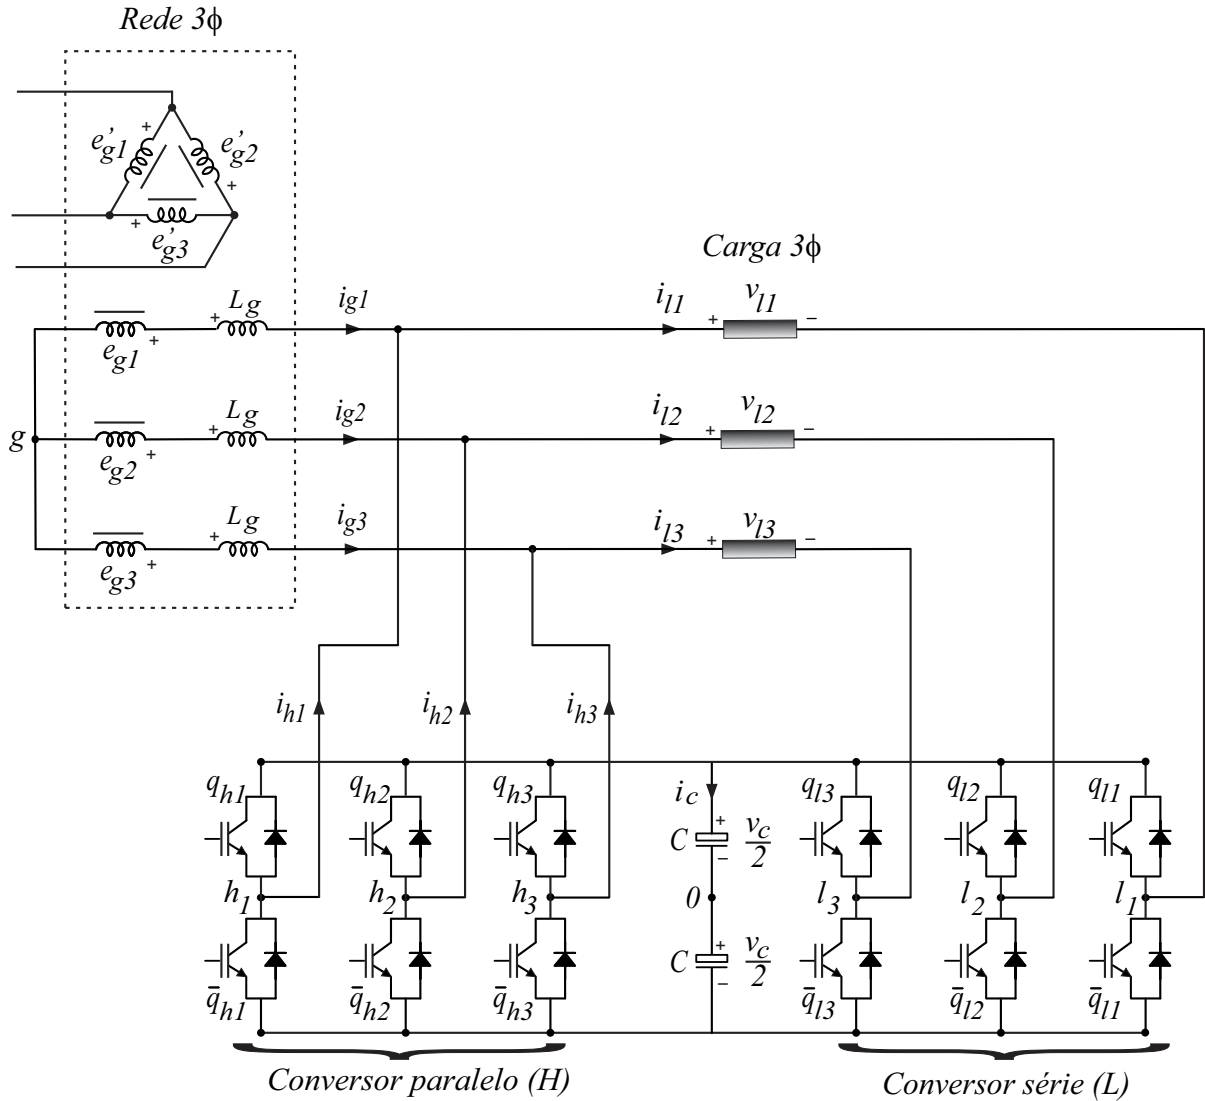 Rede 3ϕ
e'g1
e'g2
e'g3
+
+
+
Carga 3ϕ
g
eg1
+
+
Lg
ig1
il1
+
vl1
−
eg2
+
+
Lg
ig2
il2
+
vl2
−
eg3
+
+
Lg
ig3
il3
+
vl3
−
ih1
ih2
ih3
qh1
qh2
qh3
ic
ql3
ql2
ql1
C
+
−
vc/2
h1
h2
h3
0
l3
l2
l1
C
+
−
vc/2
q̄h1
q̄h2
q̄h3
q̄l3
q̄l2
q̄l1
Conversor paralelo (H)
Conversor série (L)